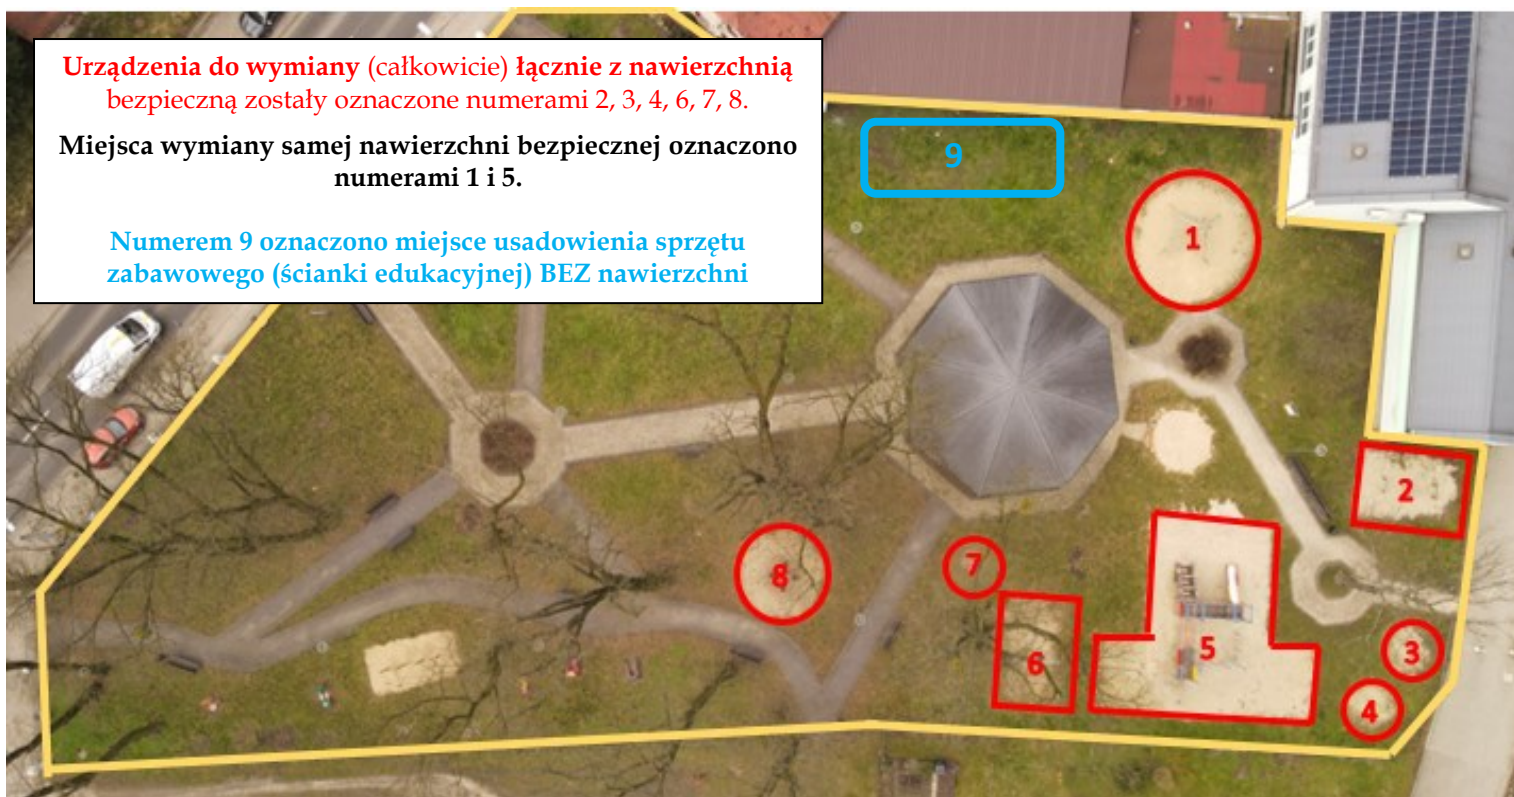 Urządzenia do wymiany (całkowicie) łącznie z nawierzchnią
bezpieczną zostały oznaczone numerami 2, 3, 4, 6, 7, 8.
Miejsca wymiany samej nawierzchni bezpiecznej oznaczono
numerami 1 i 5.
Numerem 9 oznaczono miejsce usadowienia sprzętu
zabawowego (ścianki edukacyjnej) BEZ nawierzchni
9
1
2
8
7
6
5
3
4